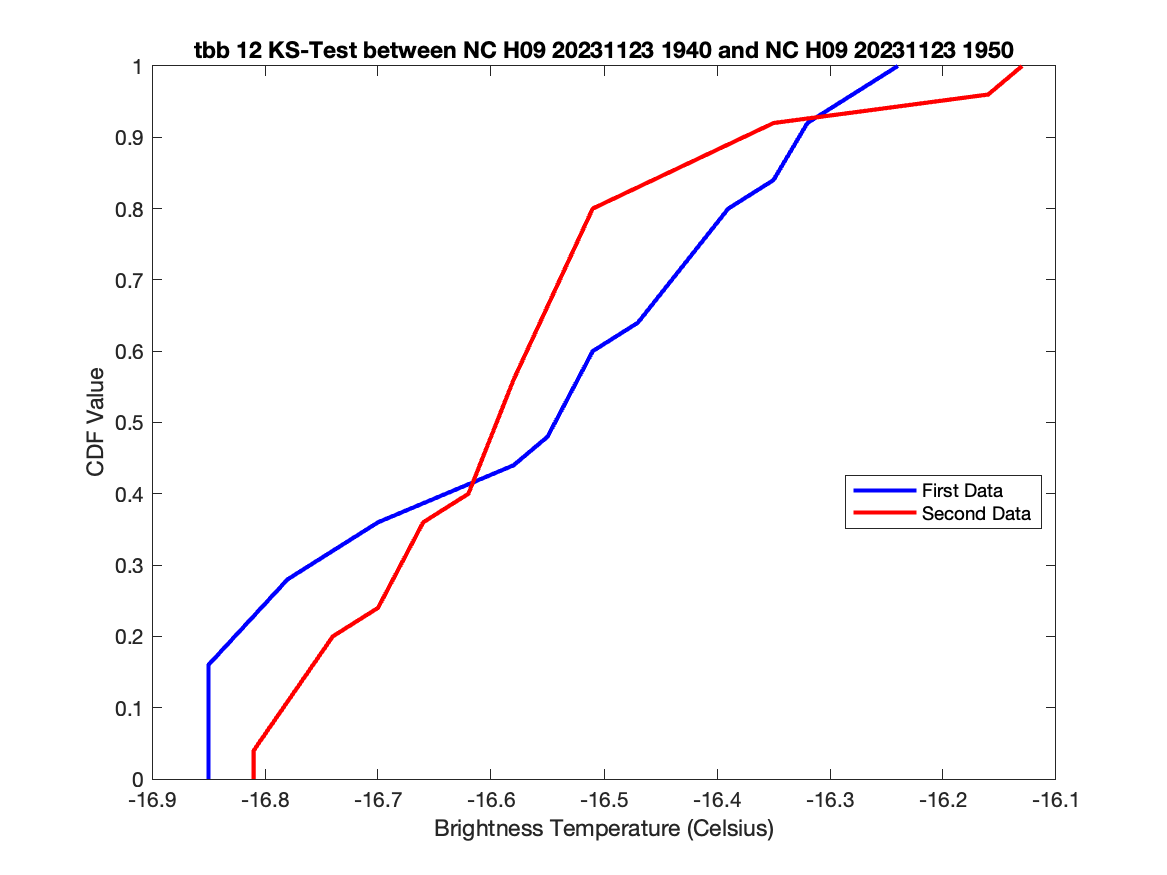 tbb 12 KS-Test between NC H09 20231123 1940 and NC H09 20231123 1950
1
0.9
0.8
0.7
0.6
0.5
0.4
0.3
0.2
0.1
0
CDF Value
First Data
Second Data
-16.9 -16.8 -16.7 -16.6 -16.5 -16.4 -16.3 -16.2 -16.1
Brightness Temperature (Celsius)